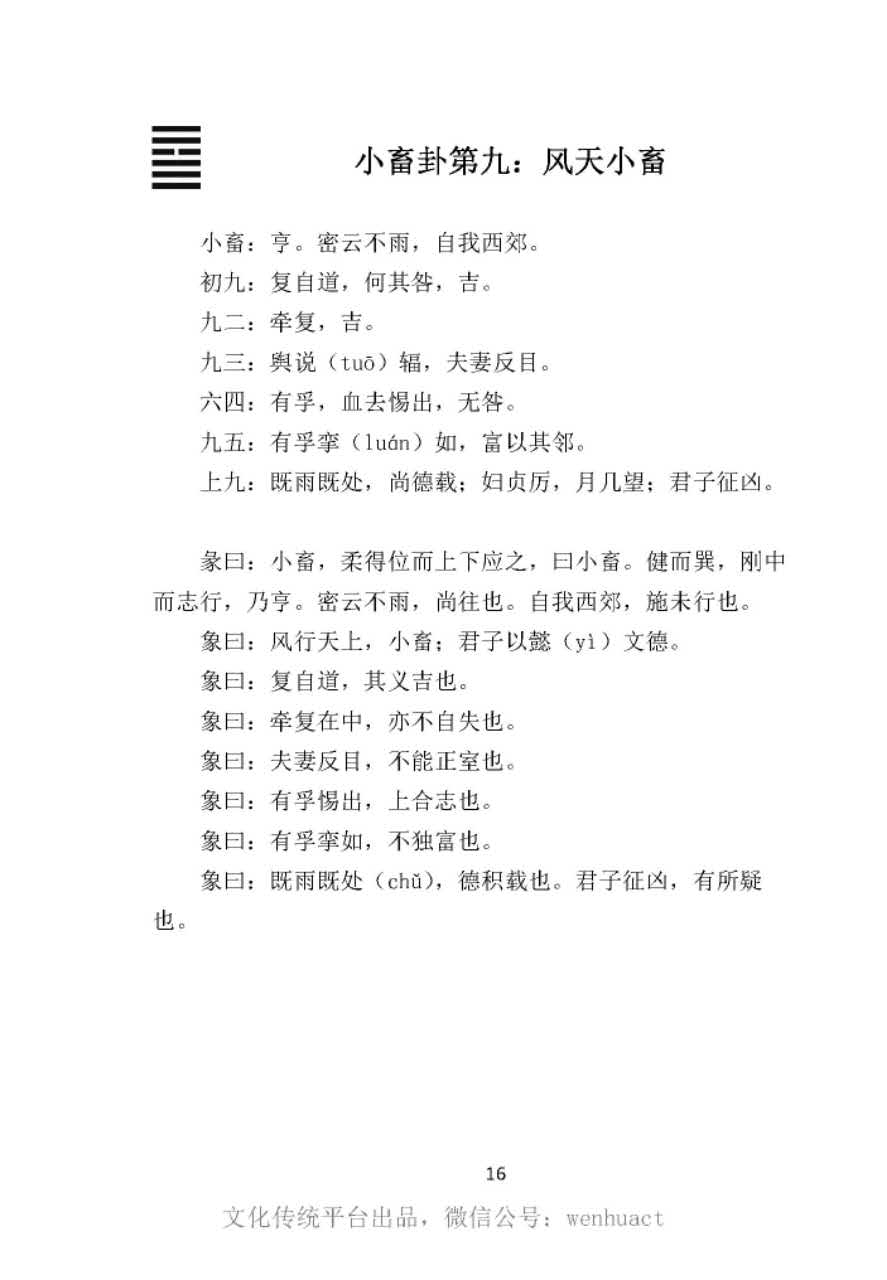 小畜卦第九：风天小畜
小畜：亨。密云不雨，自我西郊。
初九：复自道，何其咎，吉。
九二：牵复，吉。
九三：舆说（tuō）辐，夫妻反目。
六四：有孚，血去惕出，无咎。
九五：有孚挛（luán）如，富以其邻。
上九：既雨既处，尚德载；妇贞厉，月几望；君子征凶。
彖曰：小畜，柔得位而上下应之，曰小畜。健而巽，刚中
而志行，乃亨。密云不雨，尚往也。自我西郊，施未行也。
象曰：风行天上，小畜；君子以懿（yì）文德。
象曰：复自道，其义吉也。
象曰：牵复在中，亦不自失也。
象曰：夫妻反目，不能正室也。
象曰：有孚惕出，上合志也。
象曰：有孚挛如，不独富也。
象曰：既雨既处（chǔ），德积载也。君子征凶，有所疑
也。
16
文化传统平台出品，微信公号：wenhuact